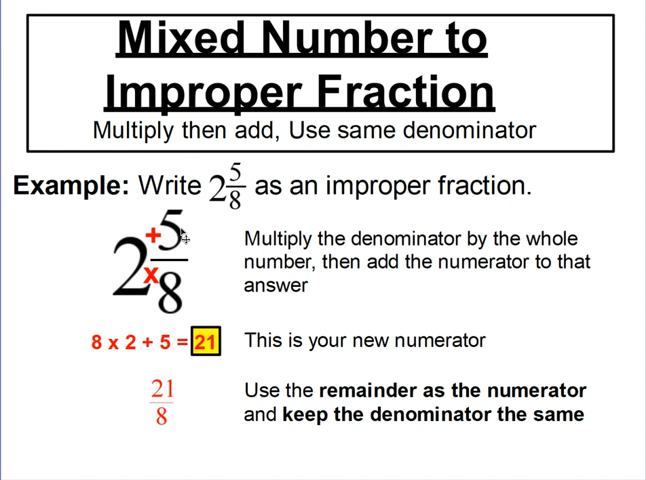 Mixed Number to
Improper Fraction
Multiply then add, Use same denominator
Example: Write 2 5/8 as an improper fraction.
2 + 5
x 8
Multiply the denominator by the whole
number, then add the numerator to that
answer
8 x 2 + 5 = 21
This is your new numerator
21
8
Use the remainder as the numerator
and keep the denominator the same